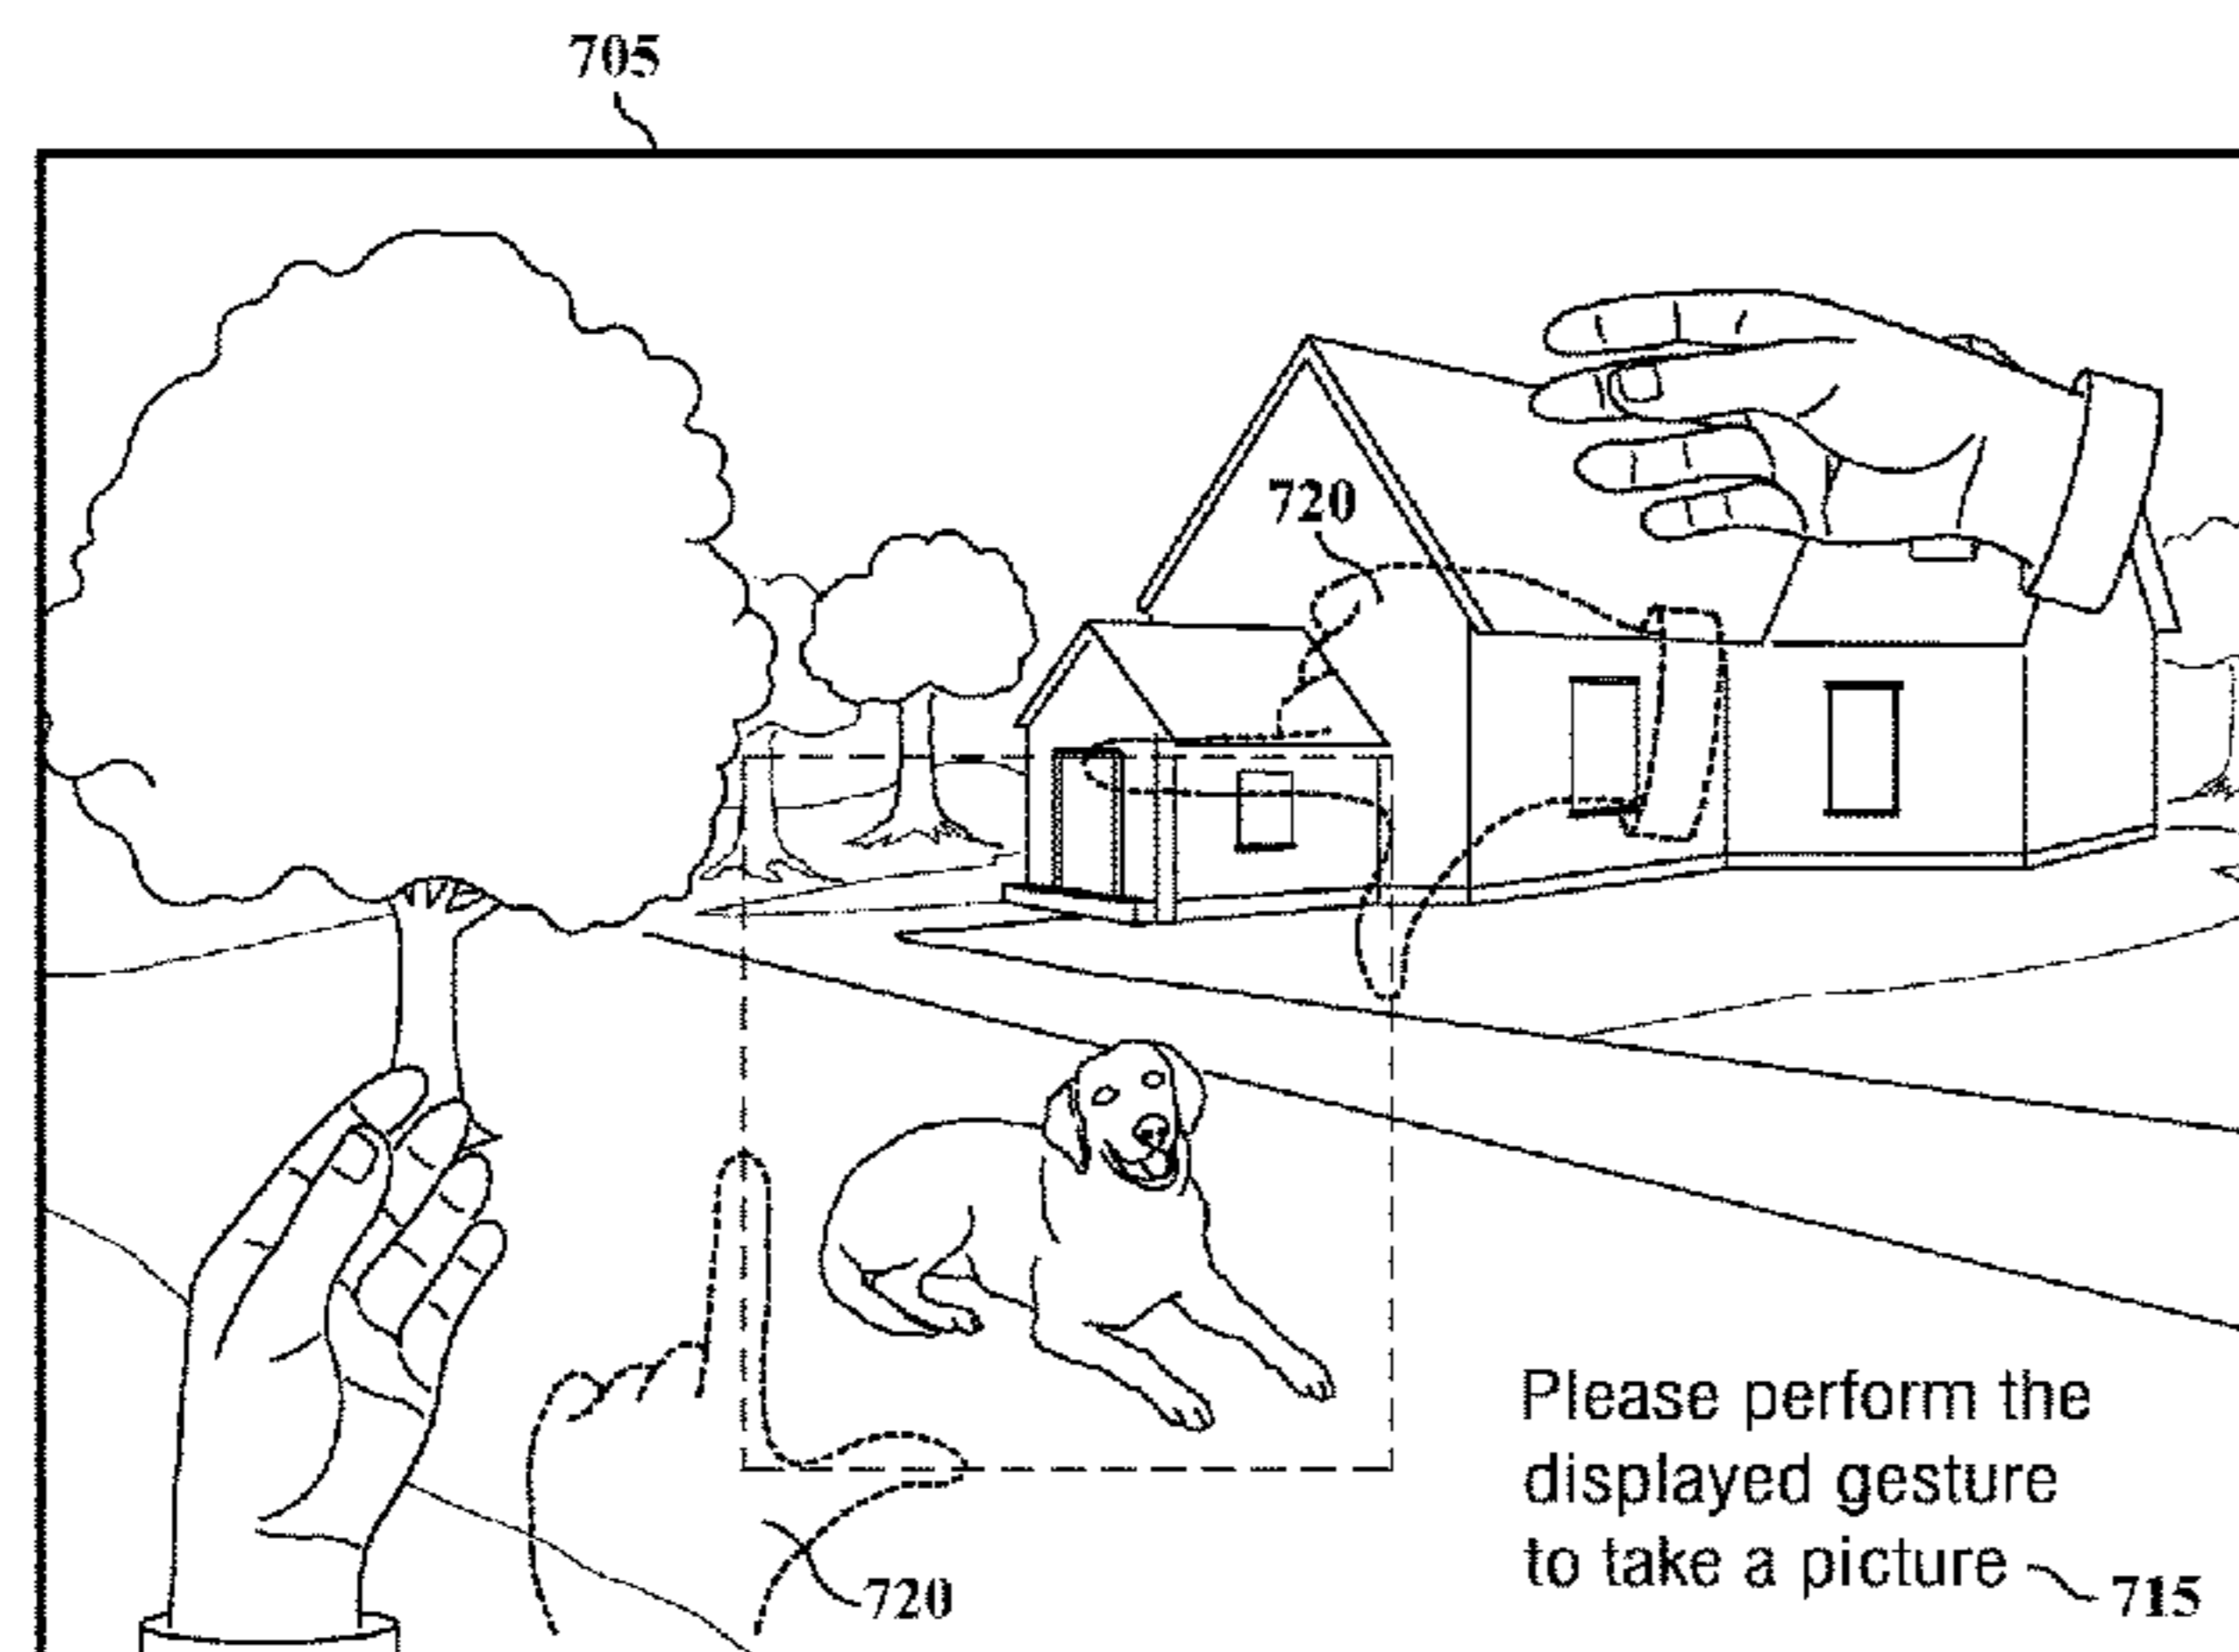 705
720
Please perform the
displayed gesture
to take a picture
715
720